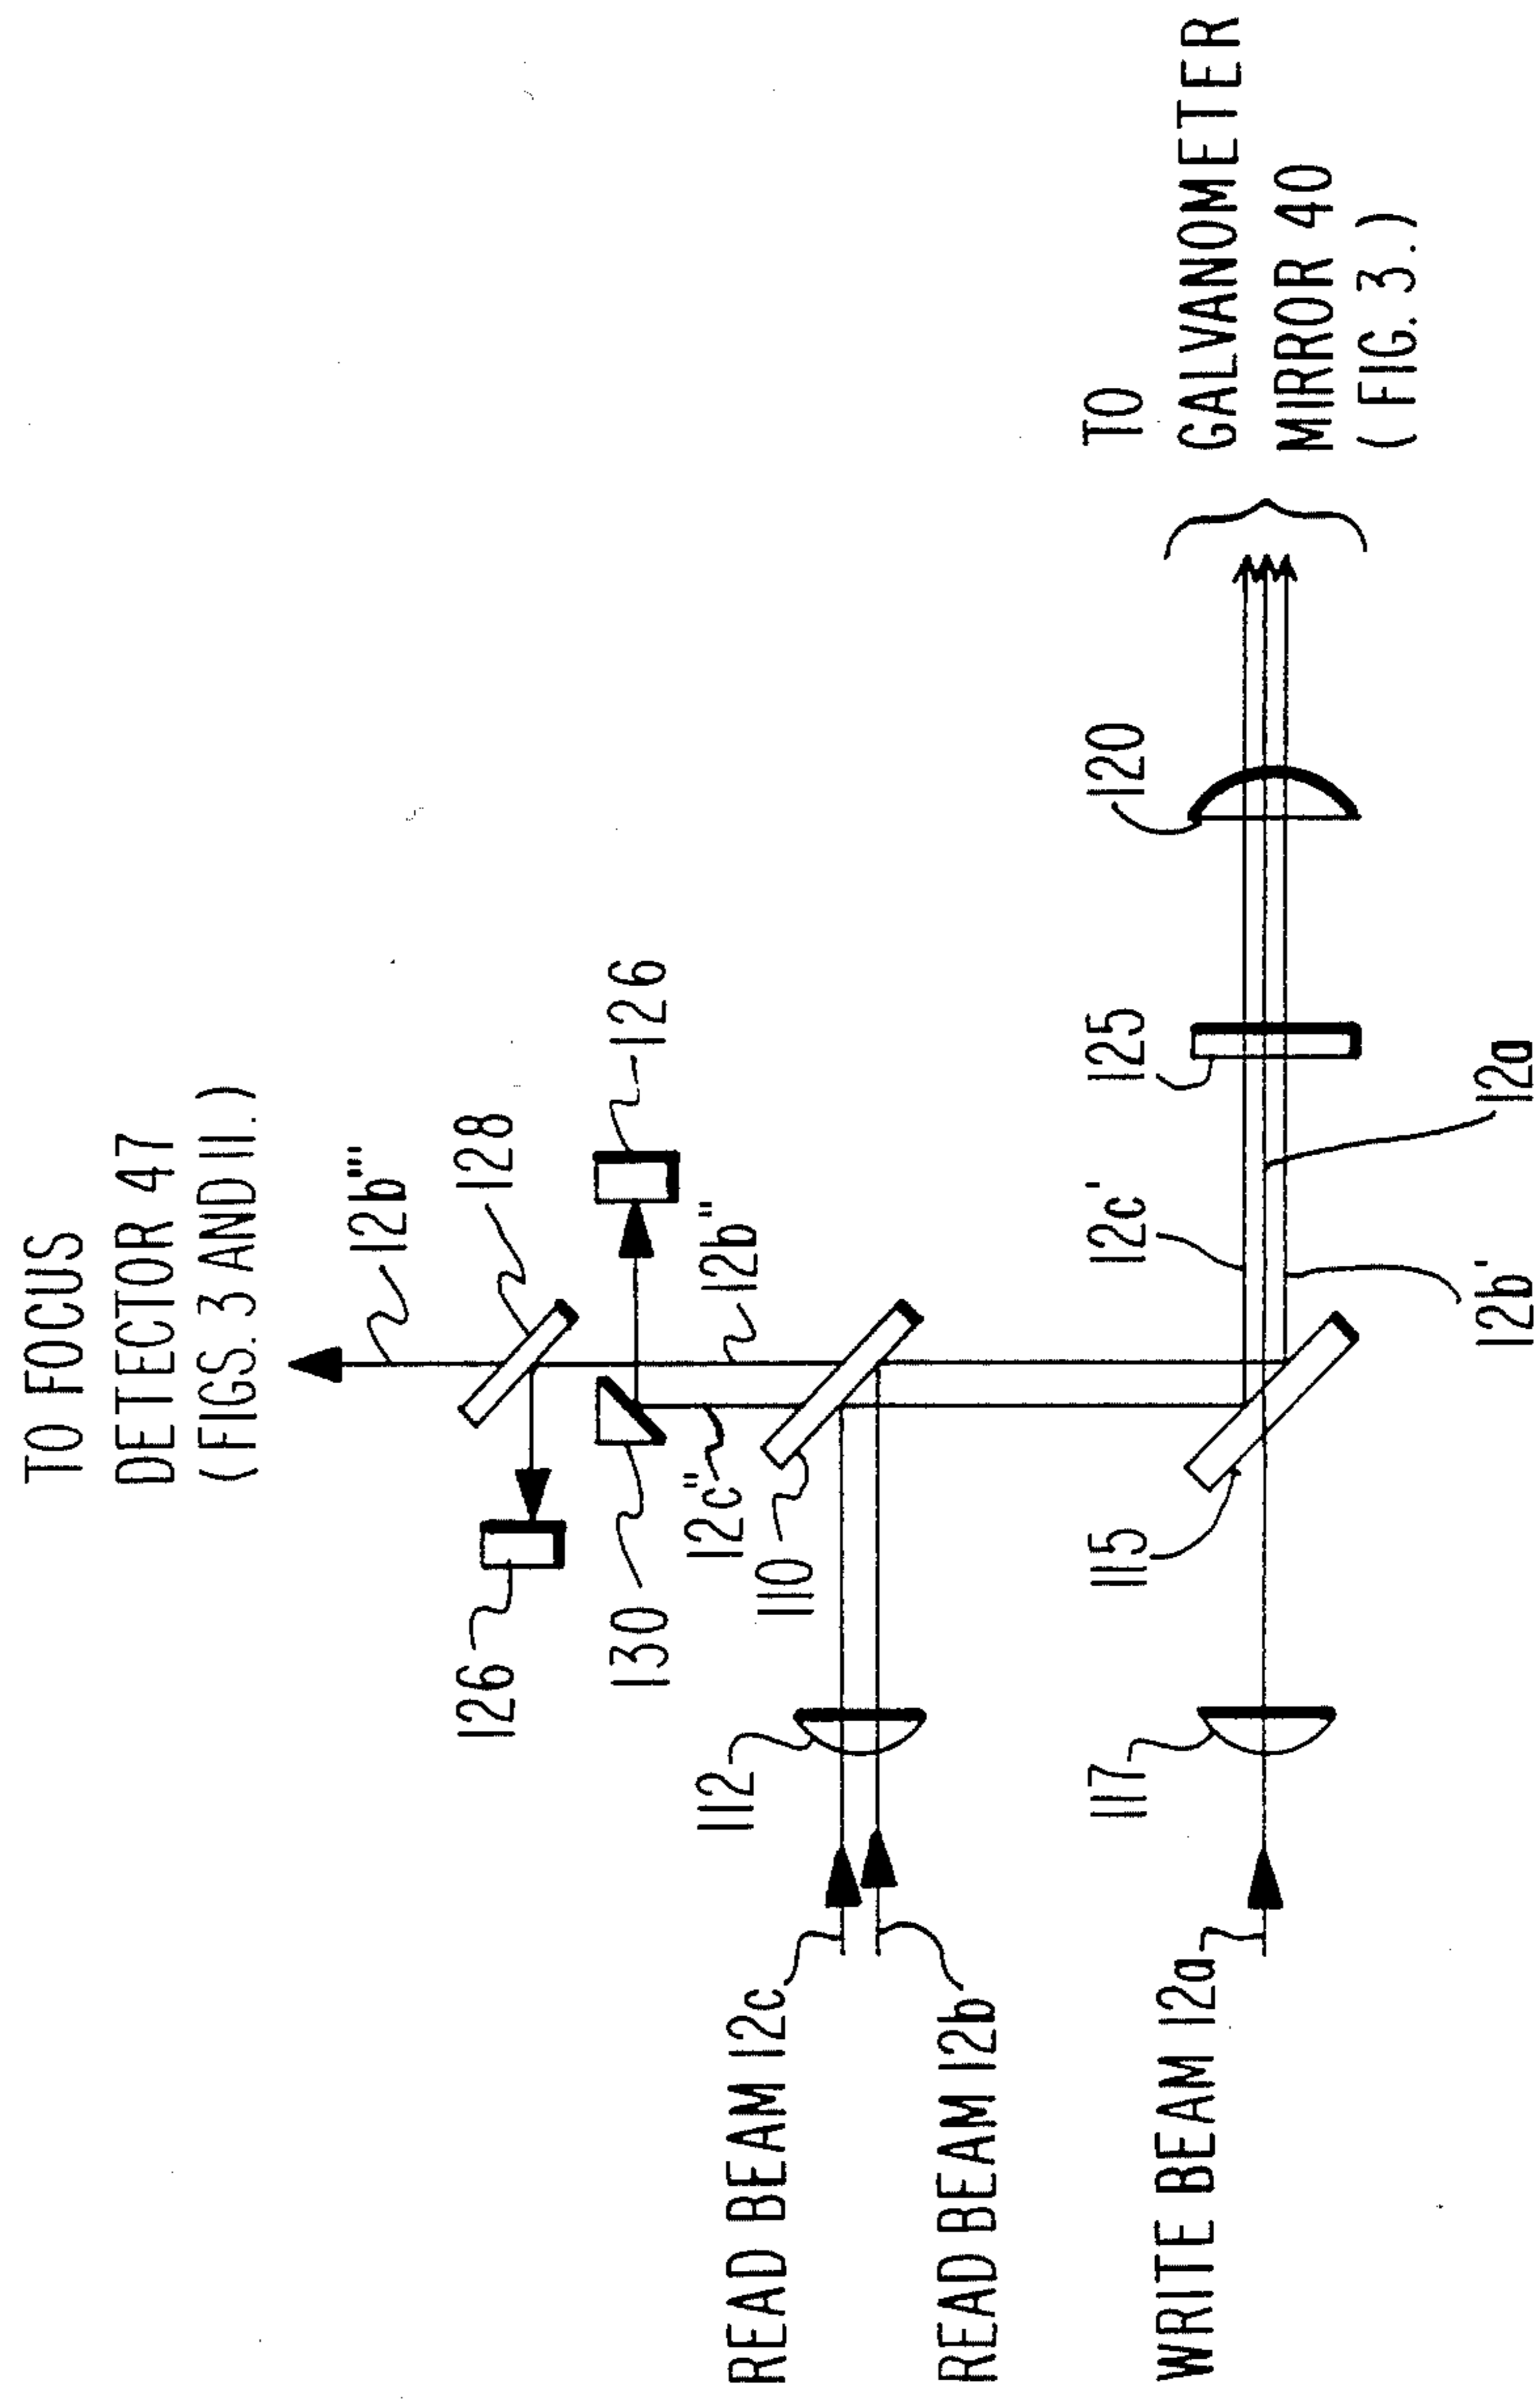 TO FOCUS
DETECTOR 47
(FIGS. 3 AND 11.)
12b'''
128
126
126
12b"
130
12c"
110
112
READ BEAM 12c
READ BEAM 12b
TO
GALVANOMETER
MIRROR 40
(FIG. 3.)
120
125
12c'
115
117
WRITE BEAM 12a
12a
12b'